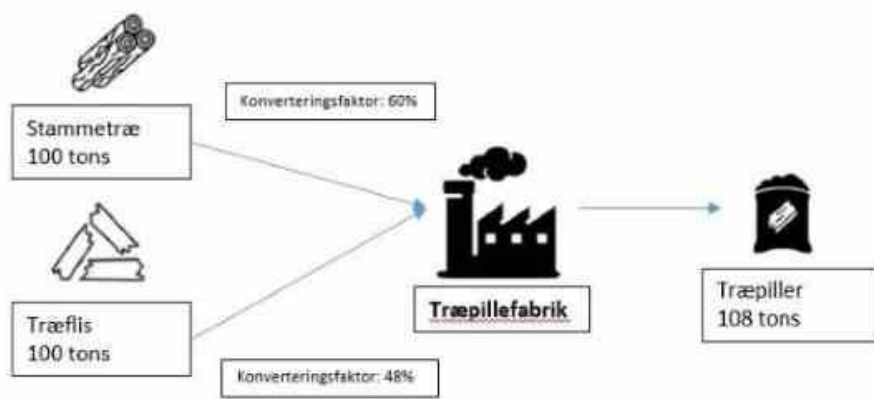 Konverteringsfaktor: 60%
Stammetræ
100 tons
Træpillefabrik
Træpiller
108 tons
Træflis
100 tons
Konverteringsfaktor: 48%